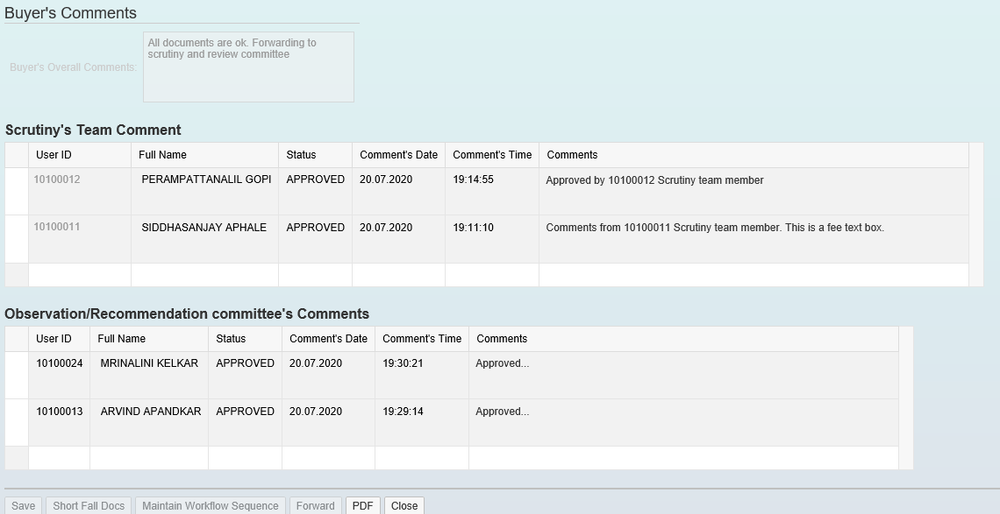 Buyer's Comments
Buyer's Overall Comments:
All documents are ok. Forwarding to
scrutiny and review committee
Scrutiny's Team Comment
User ID Full Name Status Comment's Date Comment's Time Comments
10100012 PERAMPATTANALIL GOPI APPROVED 20.07.2020 19:14:55 Approved by 10100012 Scrutiny team member
10100011 SIDDHASANJAY APHALE APPROVED 20.07.2020 19:11:10 Comments from 10100011 Scrutiny team member. This is a fee text box.
Observation/Recommendation committee's Comments
User ID Full Name Status Comment's Date Comment's Time Comments
10100024 MRINALINI KELKAR APPROVED 20.07.2020 19:30:21 Approved...
10100013 ARVIND APANDKAR APPROVED 20.07.2020 19:29:14 Approved...
Save Short Fall Docs Maintain Workflow Sequence Forward PDF Close